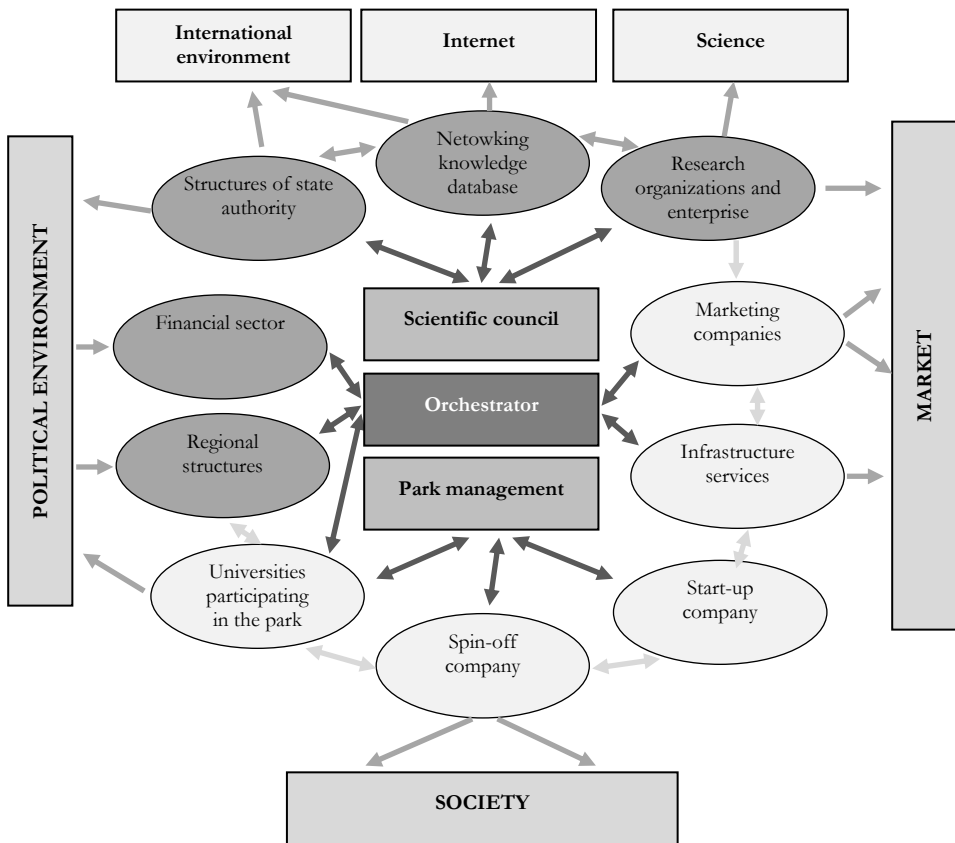 International
environment
Internet
Science
Netowking
knowledge
database
Structures of state
authority
Research
organizations and
enterprise
POLITICAL ENVIRONMENT
MARKET
Scientific council
Financial sector
Marketing
companies
Orchestrator
Regional
structures
Infrastructure
services
Park management
Universities
participating
in the park
Start-up
company
Spin-off
company
SOCIETY